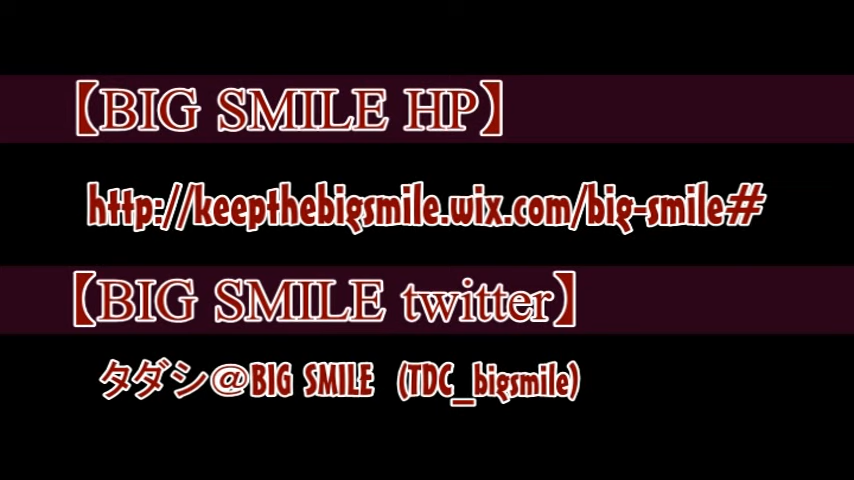 【BIG SMILE HP】
http://keepthebigsmile.wix.com/big-smile#
【BIG SMILE twitter】
タダシ@BIG SMILE (TDC_bigsmile)